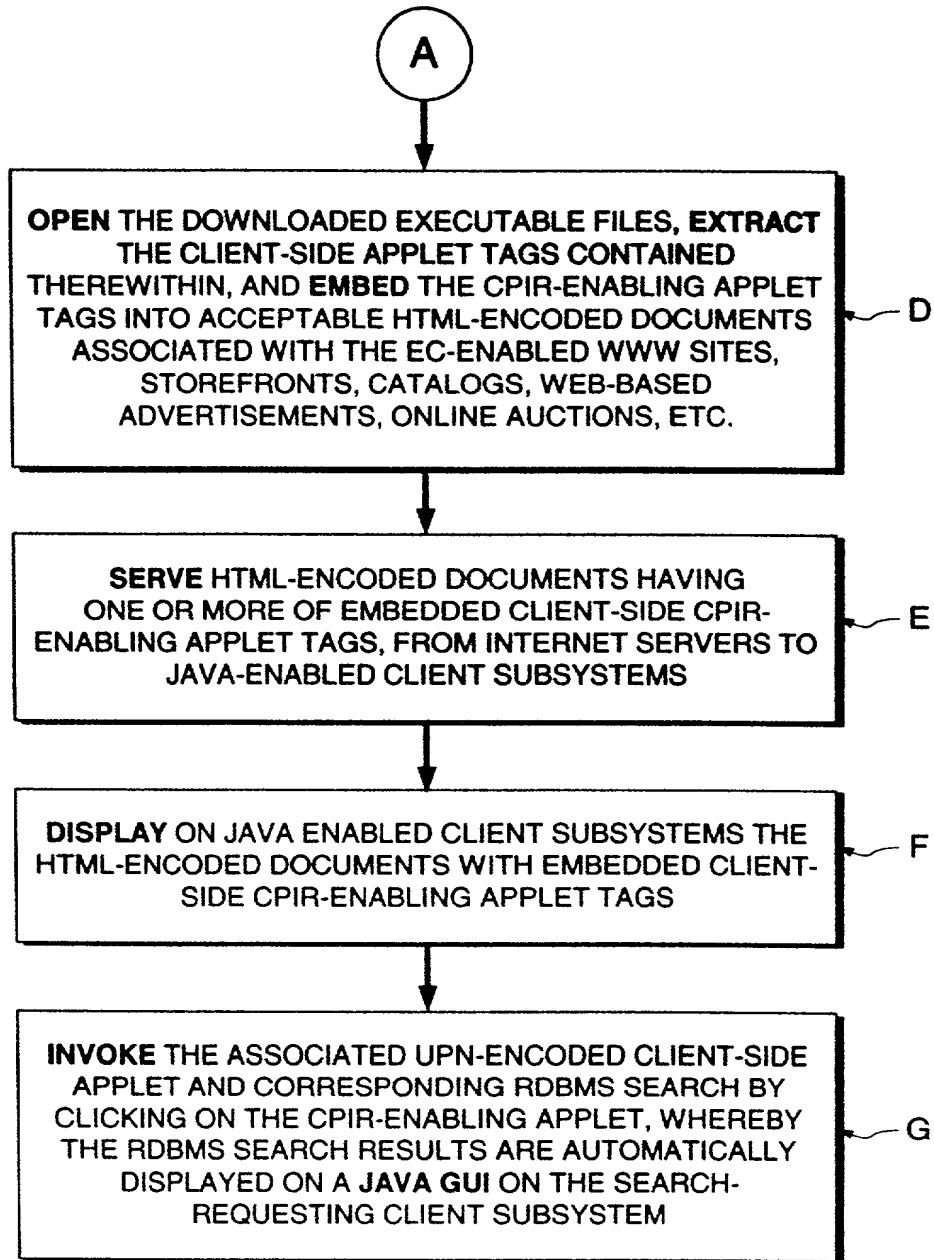 A
OPEN THE DOWNLOADED EXECUTABLE FILES, EXTRACT
THE CLIENT-SIDE APPLET TAGS CONTAINED
THEREWITHIN, AND EMBED THE CPIR-ENABLING APPLET
TAGS INTO ACCEPTABLE HTML-ENCODED DOCUMENTS
ASSOCIATED WITH THE EC-ENABLED WWW SITES,
STOREFRONTS, CATALOGS, WEB-BASED
ADVERTISEMENTS, ONLINE AUCTIONS, ETC.
D
SERVE HTML-ENCODED DOCUMENTS HAVING
ONE OR MORE OF EMBEDDED CLIENT-SIDE CPIR-
ENABLING APPLET TAGS, FROM INTERNET SERVERS TO
JAVA-ENABLED CLIENT SUBSYSTEMS
E
DISPLAY ON JAVA ENABLED CLIENT SUBSYSTEMS THE
HTML-ENCODED DOCUMENTS WITH EMBEDDED CLIENT-
SIDE CPIR-ENABLING APPLET TAGS
F
INVOKE THE ASSOCIATED UPN-ENCODED CLIENT-SIDE
APPLET AND CORRESPONDING RDBMS SEARCH BY
CLICKING ON THE CPIR-ENABLING APPLET, WHEREBY
THE RDBMS SEARCH RESULTS ARE AUTOMATICALLY
DISPLAYED ON A JAVA GUI ON THE SEARCH-
REQUESTING CLIENT SUBSYSTEM
G